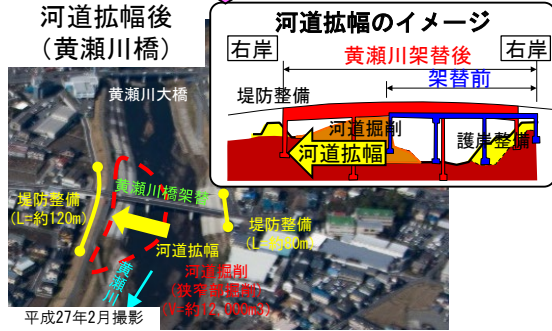 河道拡幅後
（黄瀬川橋）
河道拡幅のイメージ
右岸
右岸
黄瀬川架替後
架替前
堤防整備
河道掘削
護岸整備
河道拡幅
黄瀬川大橋
黄瀬川橋架替
堤防整備
(L=約120m)
堤防整備
(L=約80m)
河道拡幅
河道掘削
(狭窄部掘削)
(V=約12,000m3)
黄瀬川
平成27年2月撮影